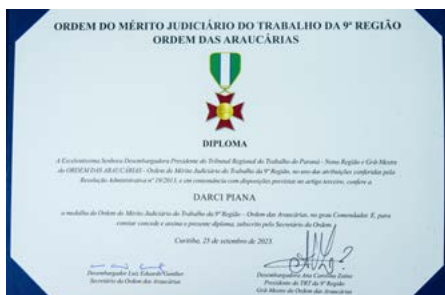 ORDEM DO MÉRITO JUDICIÁRIO DO TRABALHO DA 9ª REGIÃO
ORDEM DAS ARAUCÁRIAS
DIPLOMA
A Excelentíssima Senhora Desembargadora Presidente do Tribunal Regional do Trabalho do Paraná - Nona Região e Grã-Mestre
da ORDEM DAS ARAUCÁRIAS - Ordem do Mérito Judiciário do Trabalho da 9ª Região, no uso das atribuições conferidas pela
Resolução Administrativa nº 19/2013, e em consonância com disposições previstas no artigo terceiro, confere a
DARCI PIANA
a medalha da Ordem do Mérito Judiciário do Trabalho da 9ª Região – Ordem das Araucárias, no grau Comendador. E, para
constar concede e assina o presente diploma, subscrito pelo Secretário da Ordem.
Curitiba, 25 de setembro de 2023.
Desembargador Luiz Eduardo Gunther
Secretário da Ordem das Araucárias
Desembargadora Ana Carolina Zaina
Presidente do TRT da 9ª Região
Grã-Mestre da Ordem das Araucárias